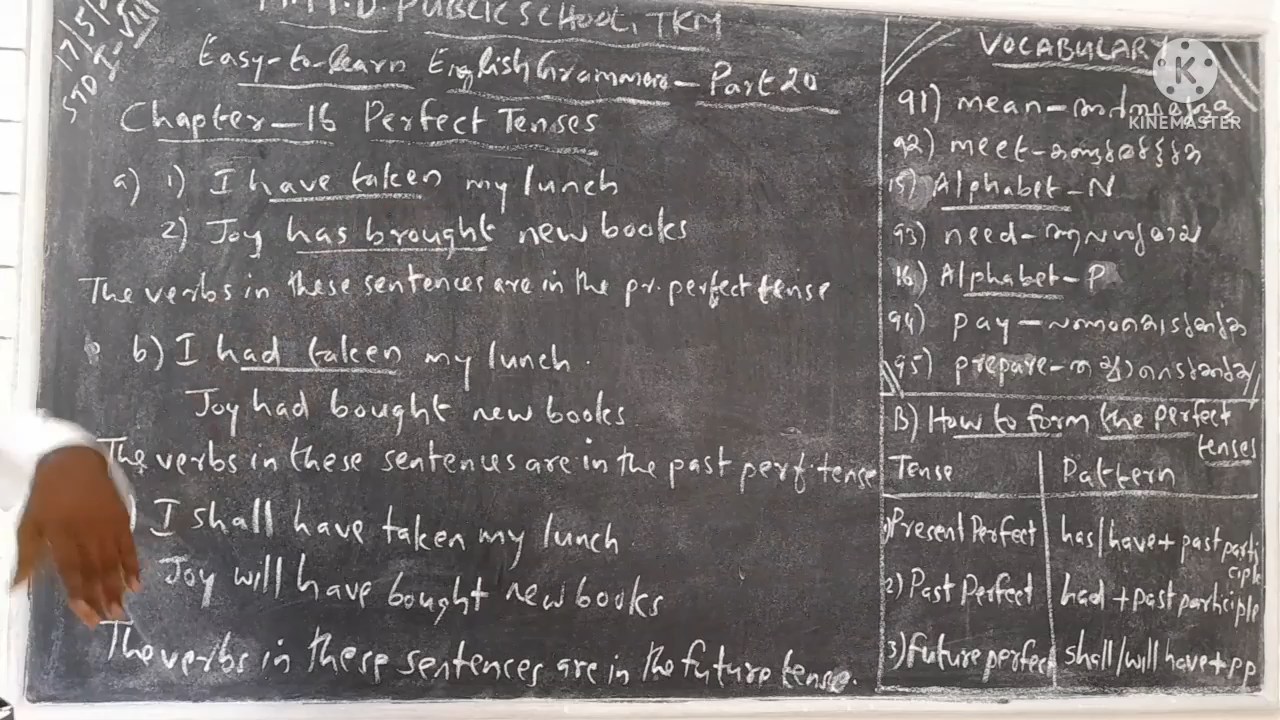 17/5/
STD I-VIII
PUBLIC SCHOOL, TKM
Easy-to-learn English Grammar - Part 20
Chapter-16 Perfect Tenses
a) 1) I have taken my lunch
2) Joy has brought new books
The verbs in these sentences are in the pr. perfect tense
b) I had taken my lunch.
Joy had bought new books
The verbs in these sentences are in the past perf. tense
I shall have taken my lunch
Joy will have bought new books
The verbs in these sentences are in the future tense.
VOCABULARY
91) mean-
92) meet-
15) Alphabet-N
93) need-
16) Alphabet-P
94) pay-
95) prepare-
B) How to form the perfect
tenses
Tense Pattern
1) Present Perfect has/have + past parti
ciple
2) Past Perfect had + past participle
3) future perfect shall/will have + pp
K
KINEMASTER